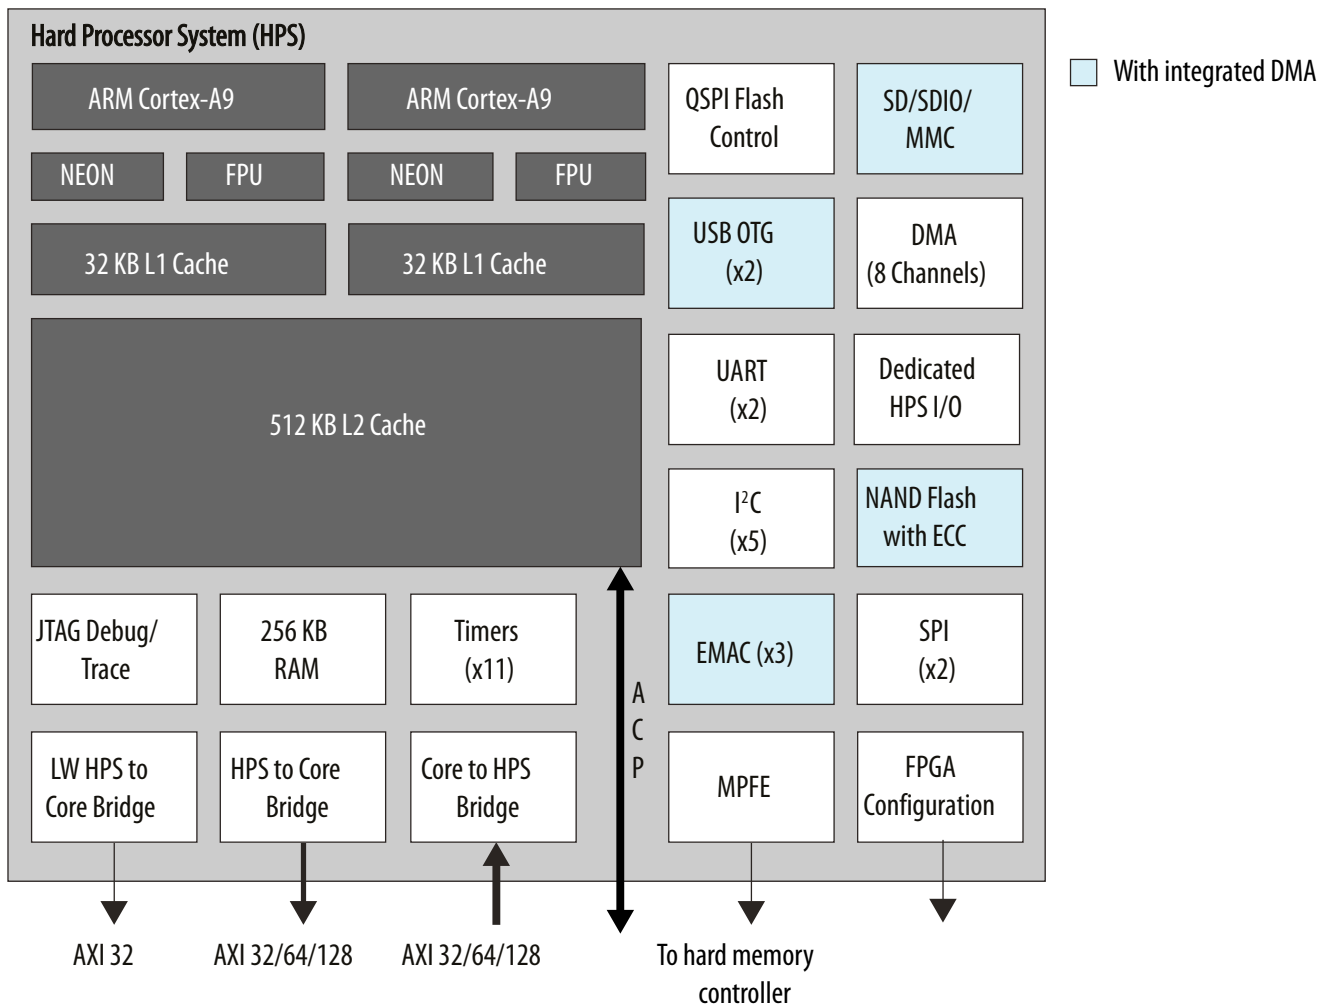 Hard Processor System (HPS)
With integrated DMA
ARM Cortex-A9
ARM Cortex-A9
NEON
FPU
NEON
FPU
32 KB L1 Cache
32 KB L1 Cache
512 KB L2 Cache
QSPI Flash
Control
SD/SDIO/
MMC
USB OTG
(x2)
DMA
(8 Channels)
UART
(x2)
Dedicated
HPS I/O
I²C
(x5)
NAND Flash
with ECC
JTAG Debug/
Trace
256 KB
RAM
Timers
(x11)
A
C
P
EMAC (x3)
SPI
(x2)
LW HPS to
Core Bridge
HPS to Core
Bridge
Core to HPS
Bridge
MPFE
FPGA
Configuration
AXI 32
AXI 32/64/128
AXI 32/64/128
To hard memory
controller